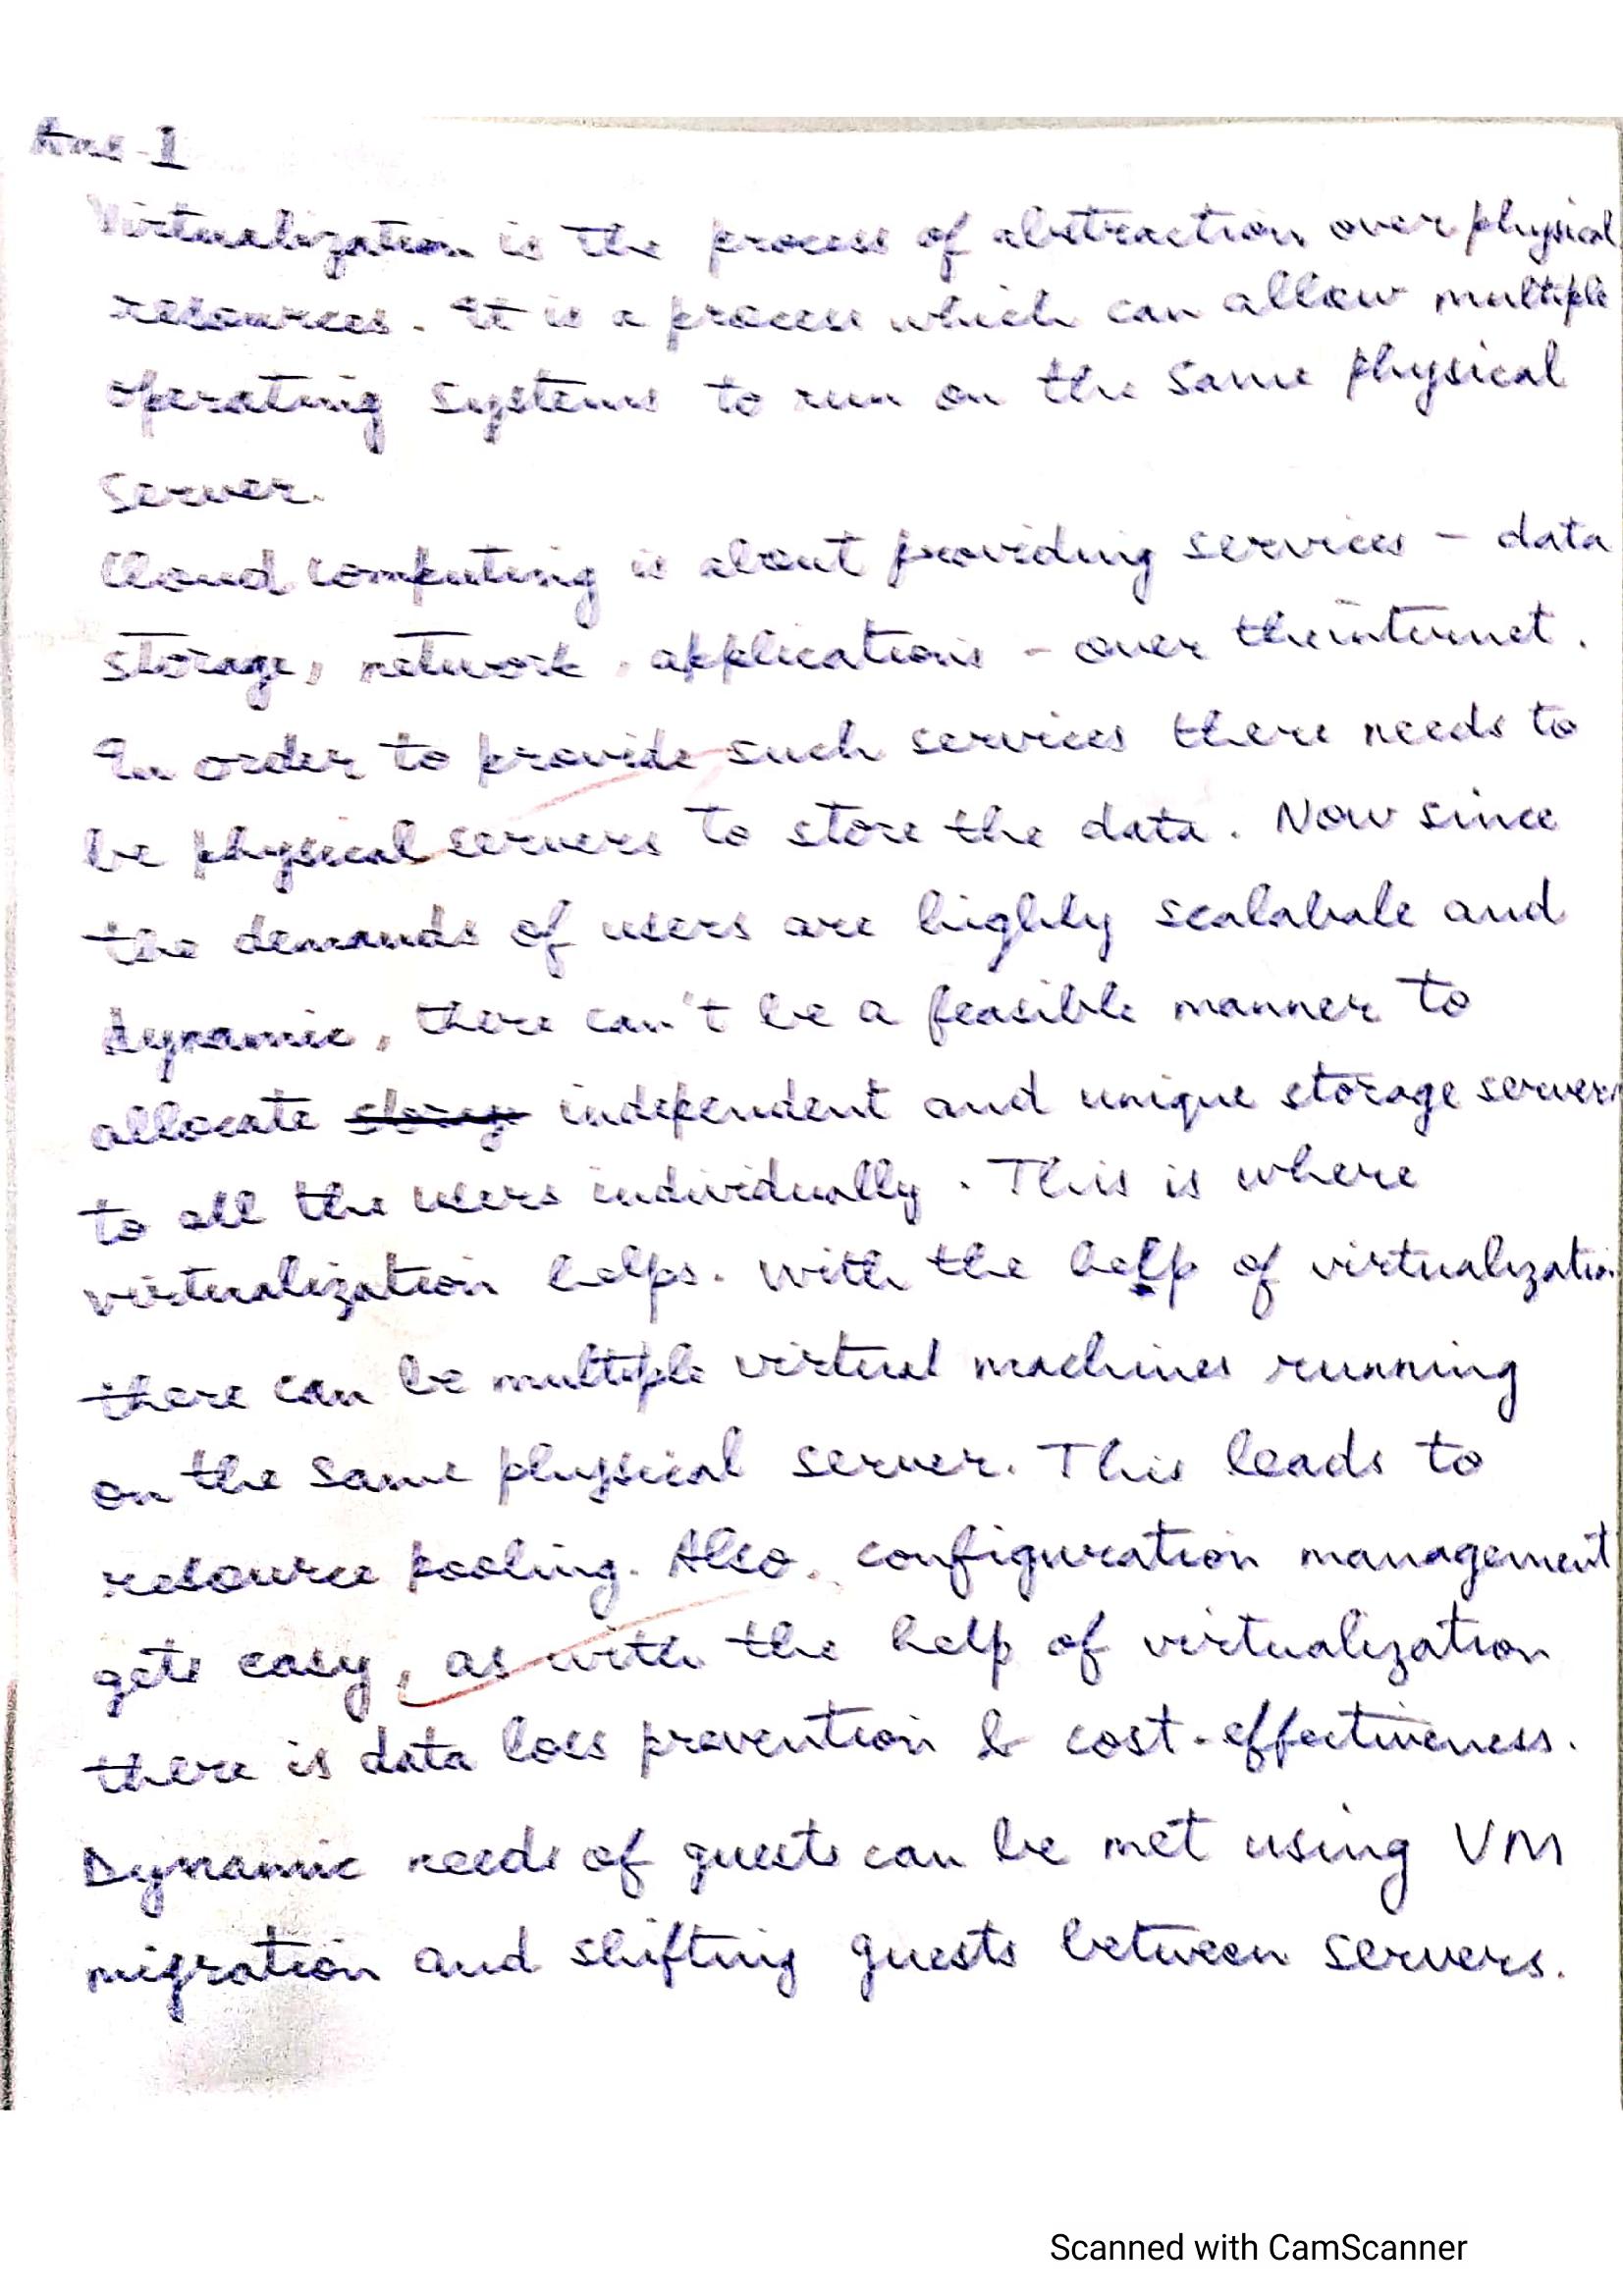 Ans-1
Virtualization is the process of abstraction over physical
resources. It is a process which can allow multiple
operating systems to run on the same physical
server.
Cloud computing is about providing services - data
storage, network, applications - over the internet.
In order to provide such services there needs to
be physical servers to store the data. Now since
the demands of users are highly scalabale and
dynamic, there can't be a feasible manner to
allocate independent and unique storage servers
to all the users individually. This is where
virtualization helps. With the help of virtualization
there can be multiple virtual machines running
on the same physical server. This leads to
resource pooling. Also, configuration management
gets easy, as with the help of virtualization
there is data loss prevention & cost-effectiveness.
Dynamic needs of guests can be met using VM
migration and shifting guests between servers.
Scanned with CamScanner